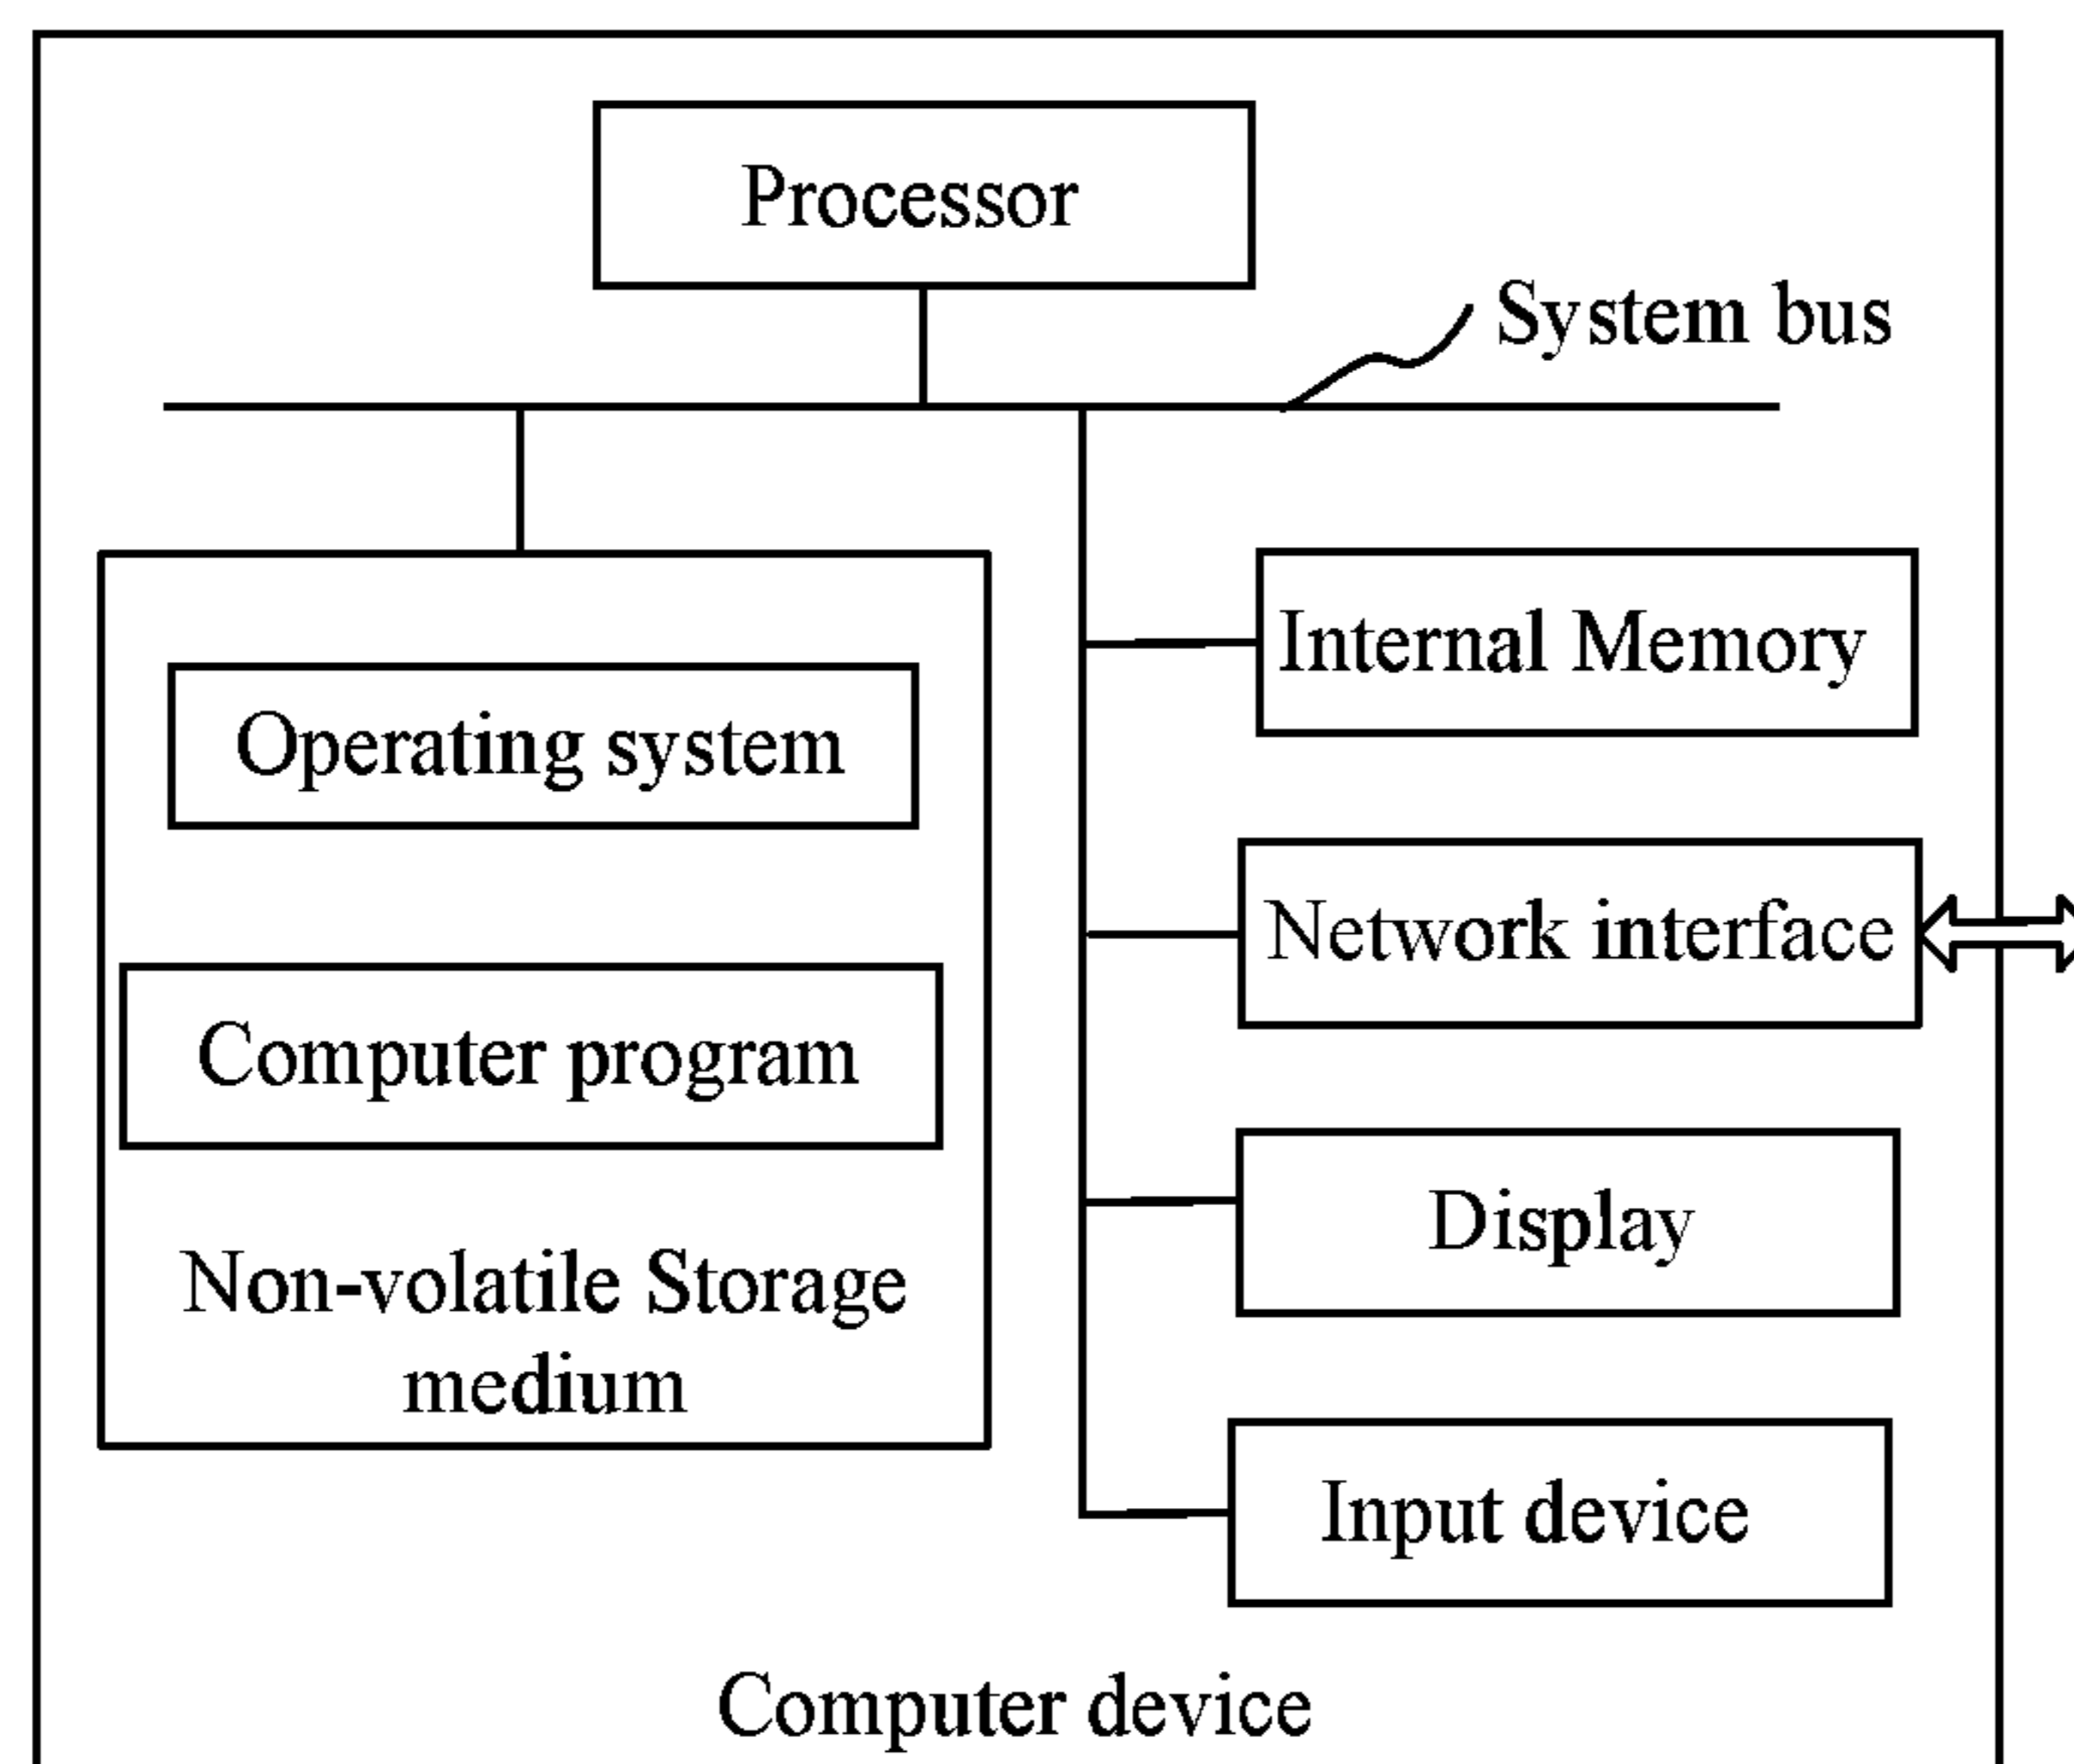 Processor
System bus
Internal Memory
Operating system
Network interface
Computer program
Display
Non-volatile Storage
medium
Input device
Computer device